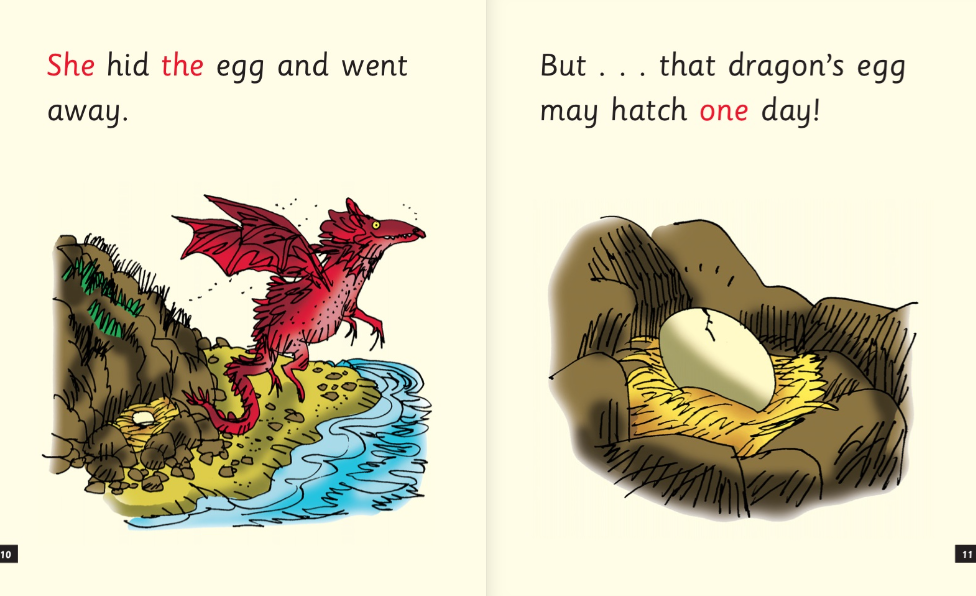 She hid the egg and went
away.
10
But . . . that dragon's egg
may hatch one day!
11